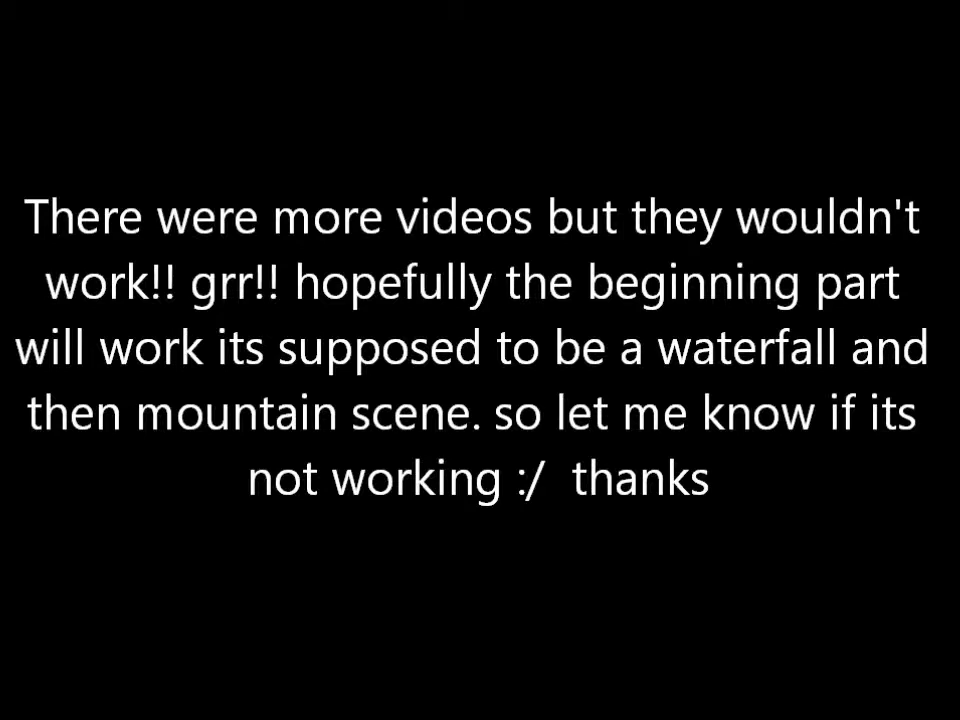 There were more videos but they wouldn't
work!! grr!! hopefully the beginning part
will work its supposed to be a waterfall and
then mountain scene. so let me know if its
not working :/  thanks